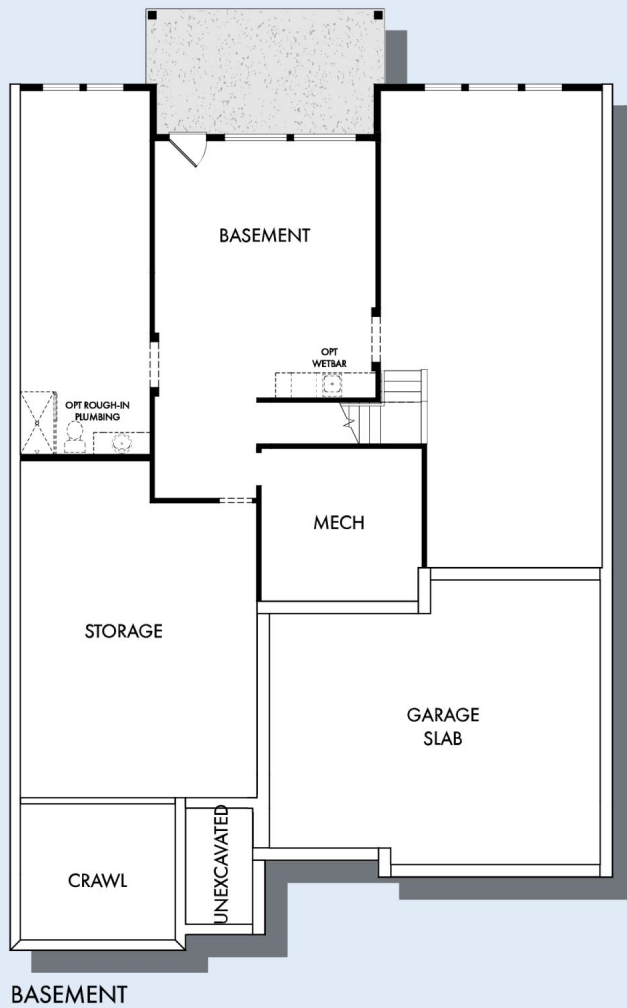 BASEMENT
OPT
WETBAR
OPT ROUGH-IN
PLUMBING
MECH
STORAGE
GARAGE
SLAB
UNEXCAVATED
CRAWL
BASEMENT